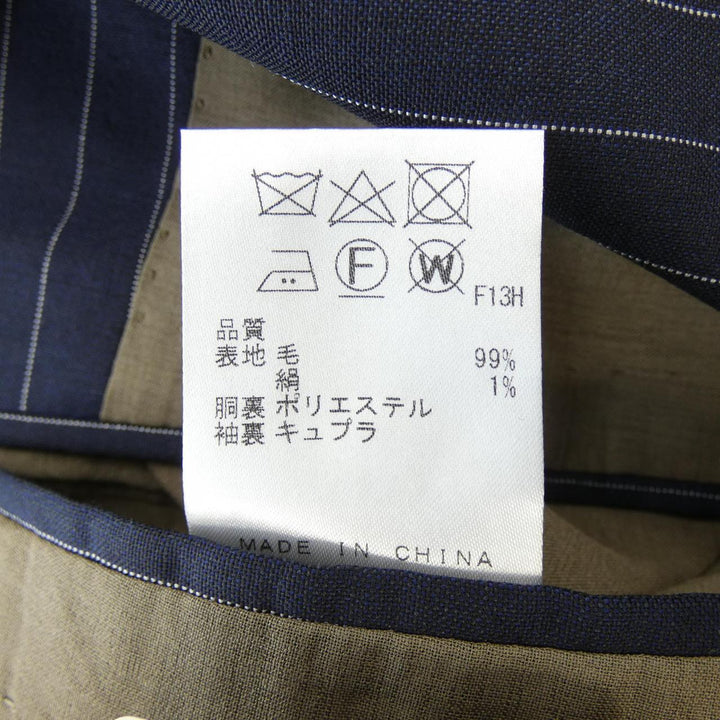 F W F13H
品質
表地 毛 99%
絹 1%
胴裏 ポリエステル
袖裏 キュプラ
MADE IN CHINA